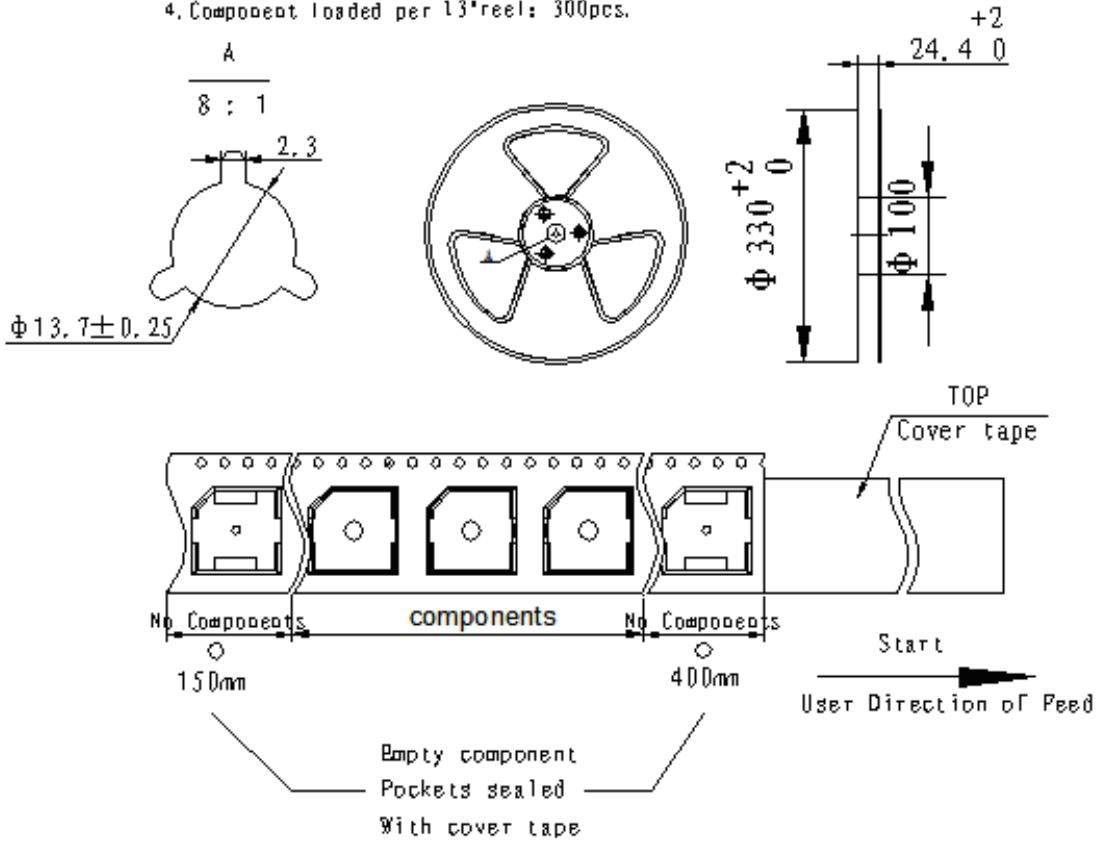 4. Component loaded per 13"reel: 300pcs.
A
8 : 1
2.3
ϕ13.7±0.25
A
+2
24.4 0
ϕ330 +2 0
ϕ100
TOP
Cover tape
No Components
components
No Components
150mm
400mm
Start
User Direction of Feed
Empty component
Pockets sealed
With cover tape